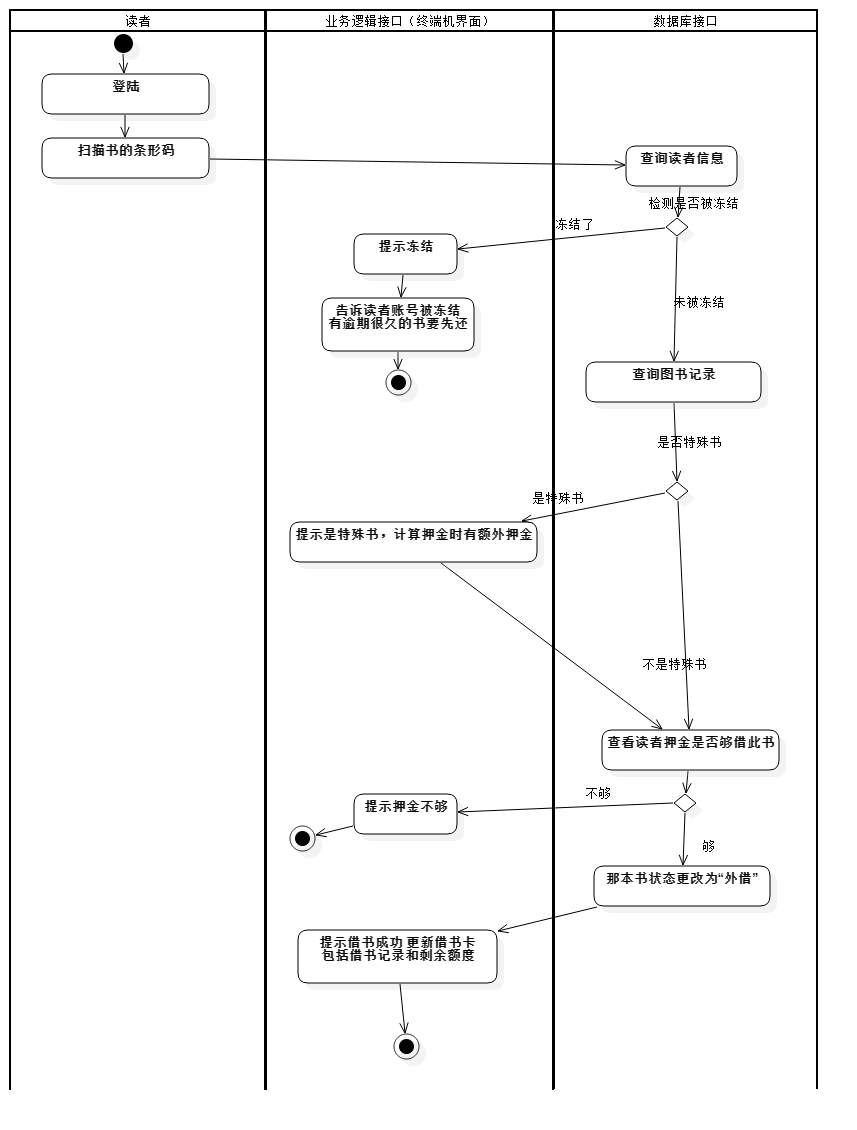 读者
业务逻辑接口（终端机界面）
数据库接口
登陆
扫描书的条形码
查询读者信息
检测是否被冻结
冻结了
提示冻结
未被冻结
告诉读者账号被冻结
有逾期很久的书要先还
查询图书记录
是否特殊书
是特殊书
提示是特殊书，计算押金时有额外押金
不是特殊书
查看读者押金是否够借此书
不够
提示押金不够
够
那本书状态更改为“外借”
提示借书成功 更新借书卡
包括借书记录和剩余额度